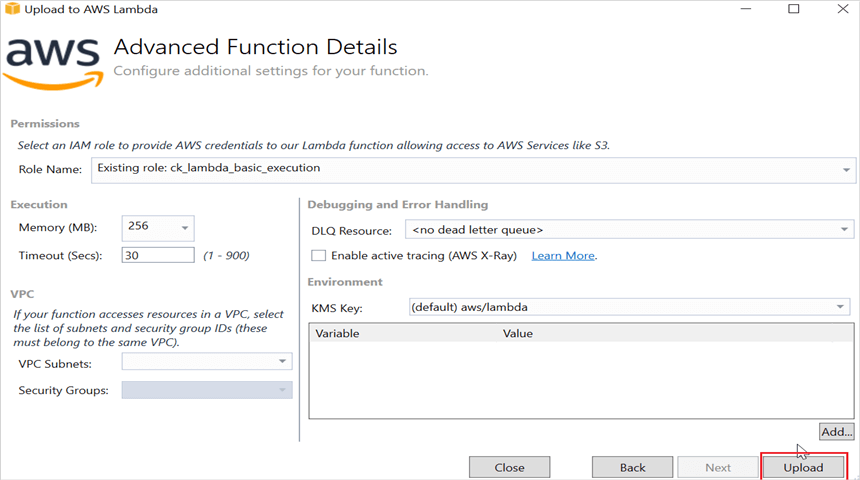 Upload to AWS Lambda
aws
Advanced Function Details
Configure additional settings for your function.
Permissions
Select an IAM role to provide AWS credentials to our Lambda function allowing access to AWS Services like S3.
Role Name: Existing role: ck_lambda_basic_execution
Execution
Memory (MB): 256
Timeout (Secs): 30 (1 - 900)
VPC
If your function accesses resources in a VPC, select
the list of subnets and security group IDs (these
must belong to the same VPC).
VPC Subnets:
Security Groups:
Debugging and Error Handling
DLQ Resource: <no dead letter queue>
Enable active tracing (AWS X-Ray) Learn More.
Environment
KMS Key: (default) aws/lambda
Variable Value
Add...
Close Back Next Upload